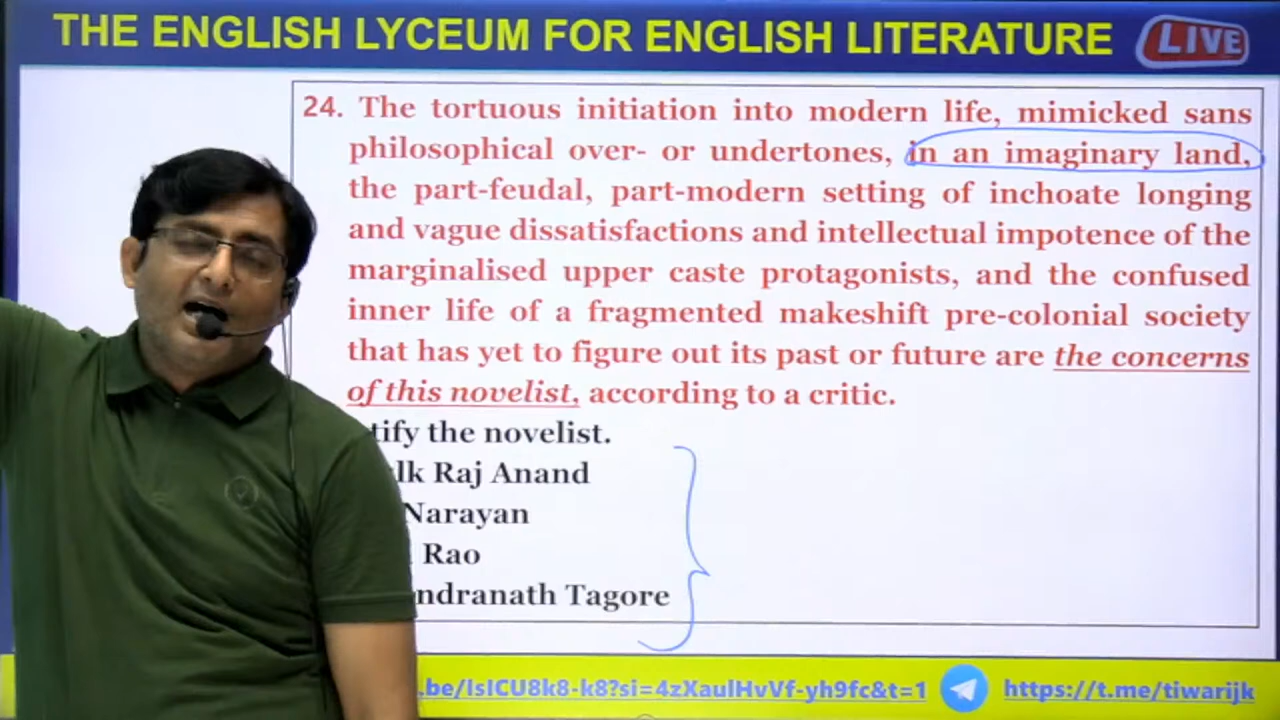 THE ENGLISH LYCEUM FOR ENGLISH LITERATURE LIVE
24. The tortuous initiation into modern life, mimicked sans
philosophical over- or undertones, in an imaginary land,
the part-feudal, part-modern setting of inchoate longing
and vague dissatisfactions and intellectual impotence of the
marginalised upper caste protagonists, and the confused
inner life of a fragmented makeshift pre-colonial society
that has yet to figure out its past or future are the concerns
of this novelist, according to a critic.
tify the novelist.
lk Raj Anand
Narayan
Rao
ndranath Tagore
.be/IsICU8k8-k8?si=4zXaulHvVf-yh9fc&t=1 https://t.me/tiwarijk